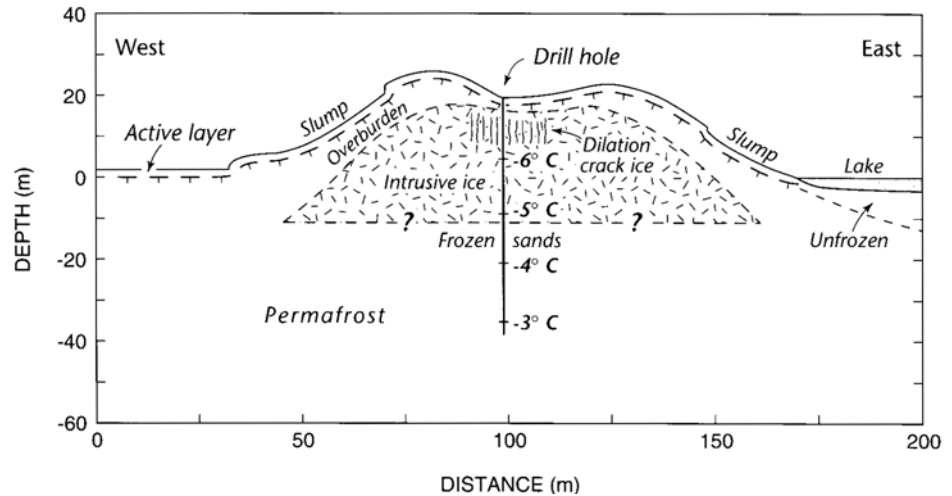 West
Drill hole
East
Slump
Active layer
Overburden
Slump
-6° C
Dilation
crack ice
Lake
Intrusive ice
-5° C
?
?
Unfrozen
Frozen sands
-4° C
Permafrost
-3° C
DEPTH (m)
40
20
0
-20
-40
-60
0
50
100
150
200
DISTANCE (m)